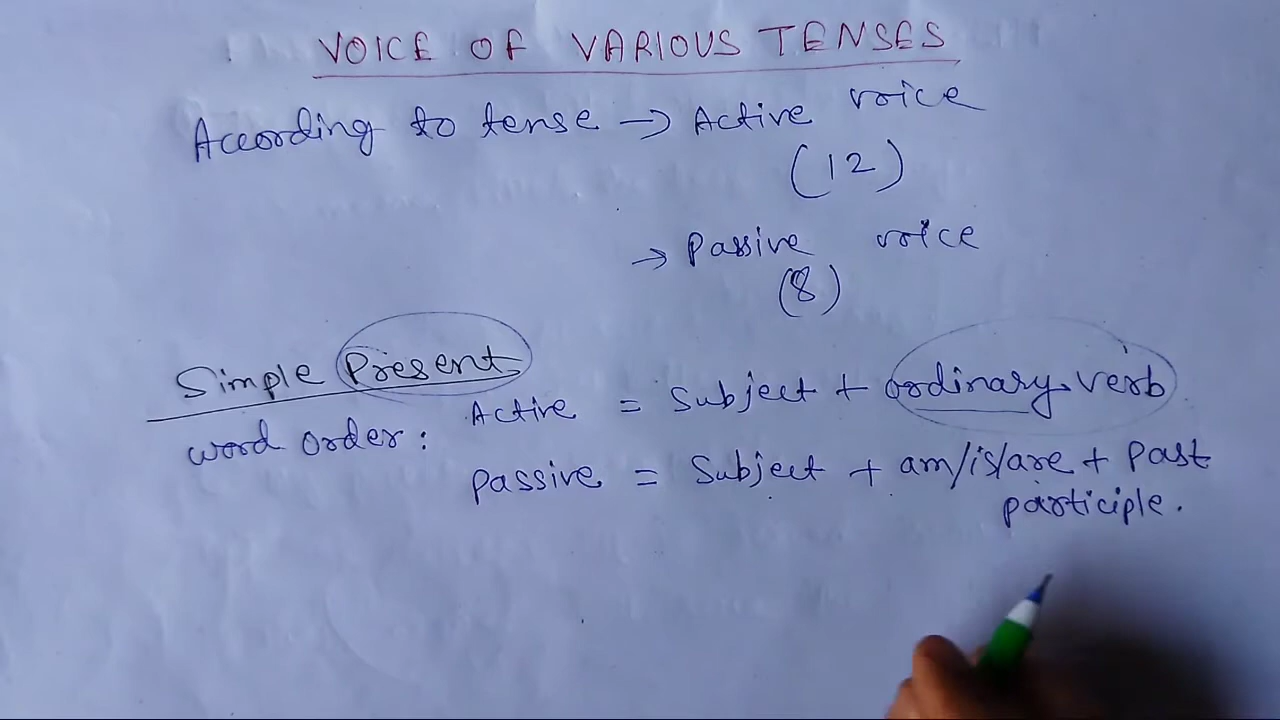 VOICE OF VARIOUS TENSES
According to tense → Active voice
(12)
→ Passive voice
(8)
Simple Present
word order: Active = Subject + ordinary verb
Passive = Subject + am/is/are + Past
participle.